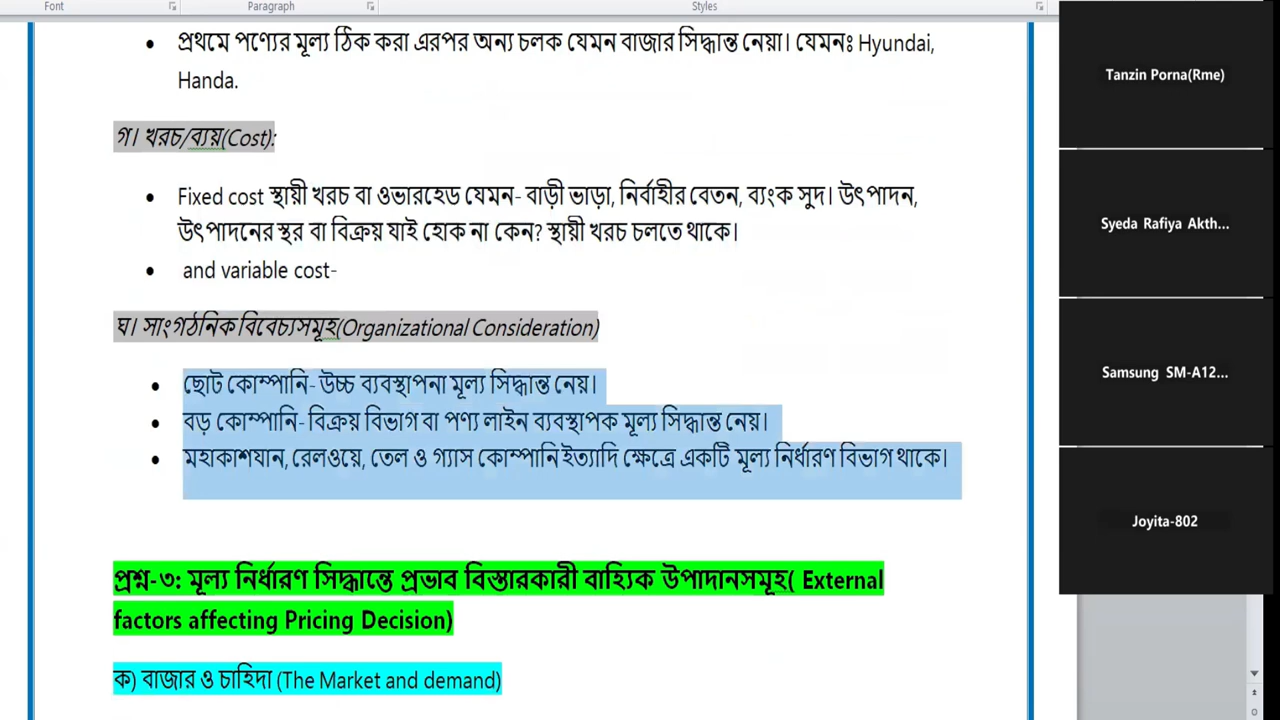 Font
Paragraph
Styles
প্রথমে পণ্যের মূল্য ঠিক করা এরপর অন্য চলক যেমন বাজার সিদ্ধান্ত নেয়া। যেমনঃ Hyundai,
Handa.
গ। খরচ/ব্যয়(Cost):
Fixed cost স্থায়ী খরচ বা ওভারহেড যেমন- বাড়ী ভাড়া, নির্বাহীর বেতন, ব্যংক সুদ। উৎপাদন,
উৎপাদনের স্থর বা বিক্রয় যাই হোক না কেন? স্থায়ী খরচ চলতে থাকে।
and variable cost-
ঘ। সাংগঠনিক বিবেচ্যসমূহ(Organizational Consideration)
ছোট কোম্পানি- উচ্চ ব্যবস্থাপনা মূল্য সিদ্ধান্ত নেয়।
বড় কোম্পানি- বিক্রয় বিভাগ বা পণ্য লাইন ব্যবস্থাপক মূল্য সিদ্ধান্ত নেয়।
মহাকাশযান, রেলওয়ে, তেল ও গ্যাস কোম্পানি ইত্যাদি ক্ষেত্রে একটি মূল্য নির্ধারণ বিভাগ থাকে।
প্রশ্ন-৩: মূল্য নির্ধারণ সিদ্ধান্তে প্রভাব বিস্তারকারী বাহ্যিক উপাদানসমূহ( External
factors affecting Pricing Decision)
ক) বাজার ও চাহিদা (The Market and demand)
Tanzin Porna(Rme)
Syeda Rafiya Akth...
Samsung SM-A12...
Joyita-802